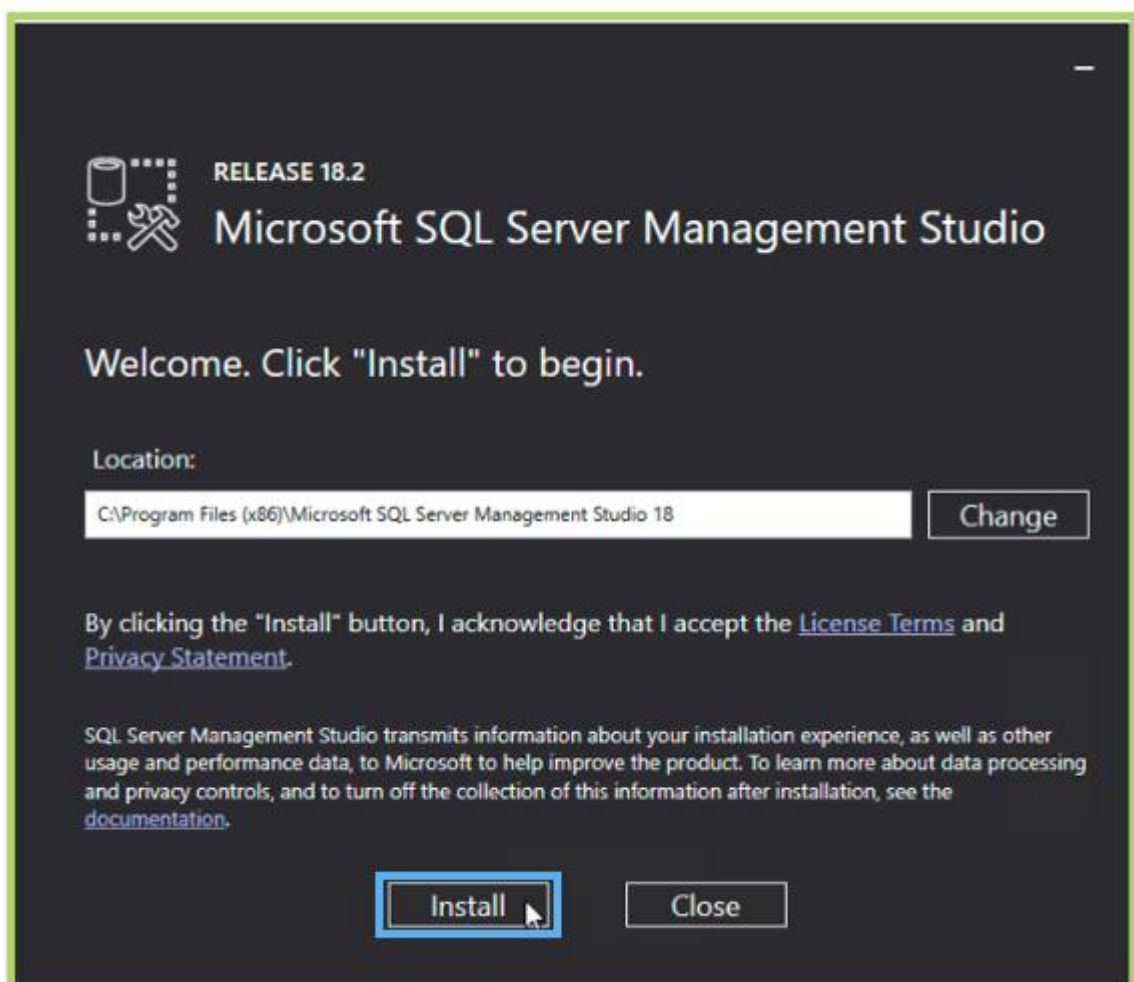 RELEASE 18.2
Microsoft SQL Server Management Studio
Welcome. Click "Install" to begin.
Location:
C:\Program Files (x86)\Microsoft SQL Server Management Studio 18
Change
By clicking the "Install" button, I acknowledge that I accept the License Terms and
Privacy Statement.
SQL Server Management Studio transmits information about your installation experience, as well as other
usage and performance data, to Microsoft to help improve the product. To learn more about data processing
and privacy controls, and to turn off the collection of this information after installation, see the
documentation.
Install
Close